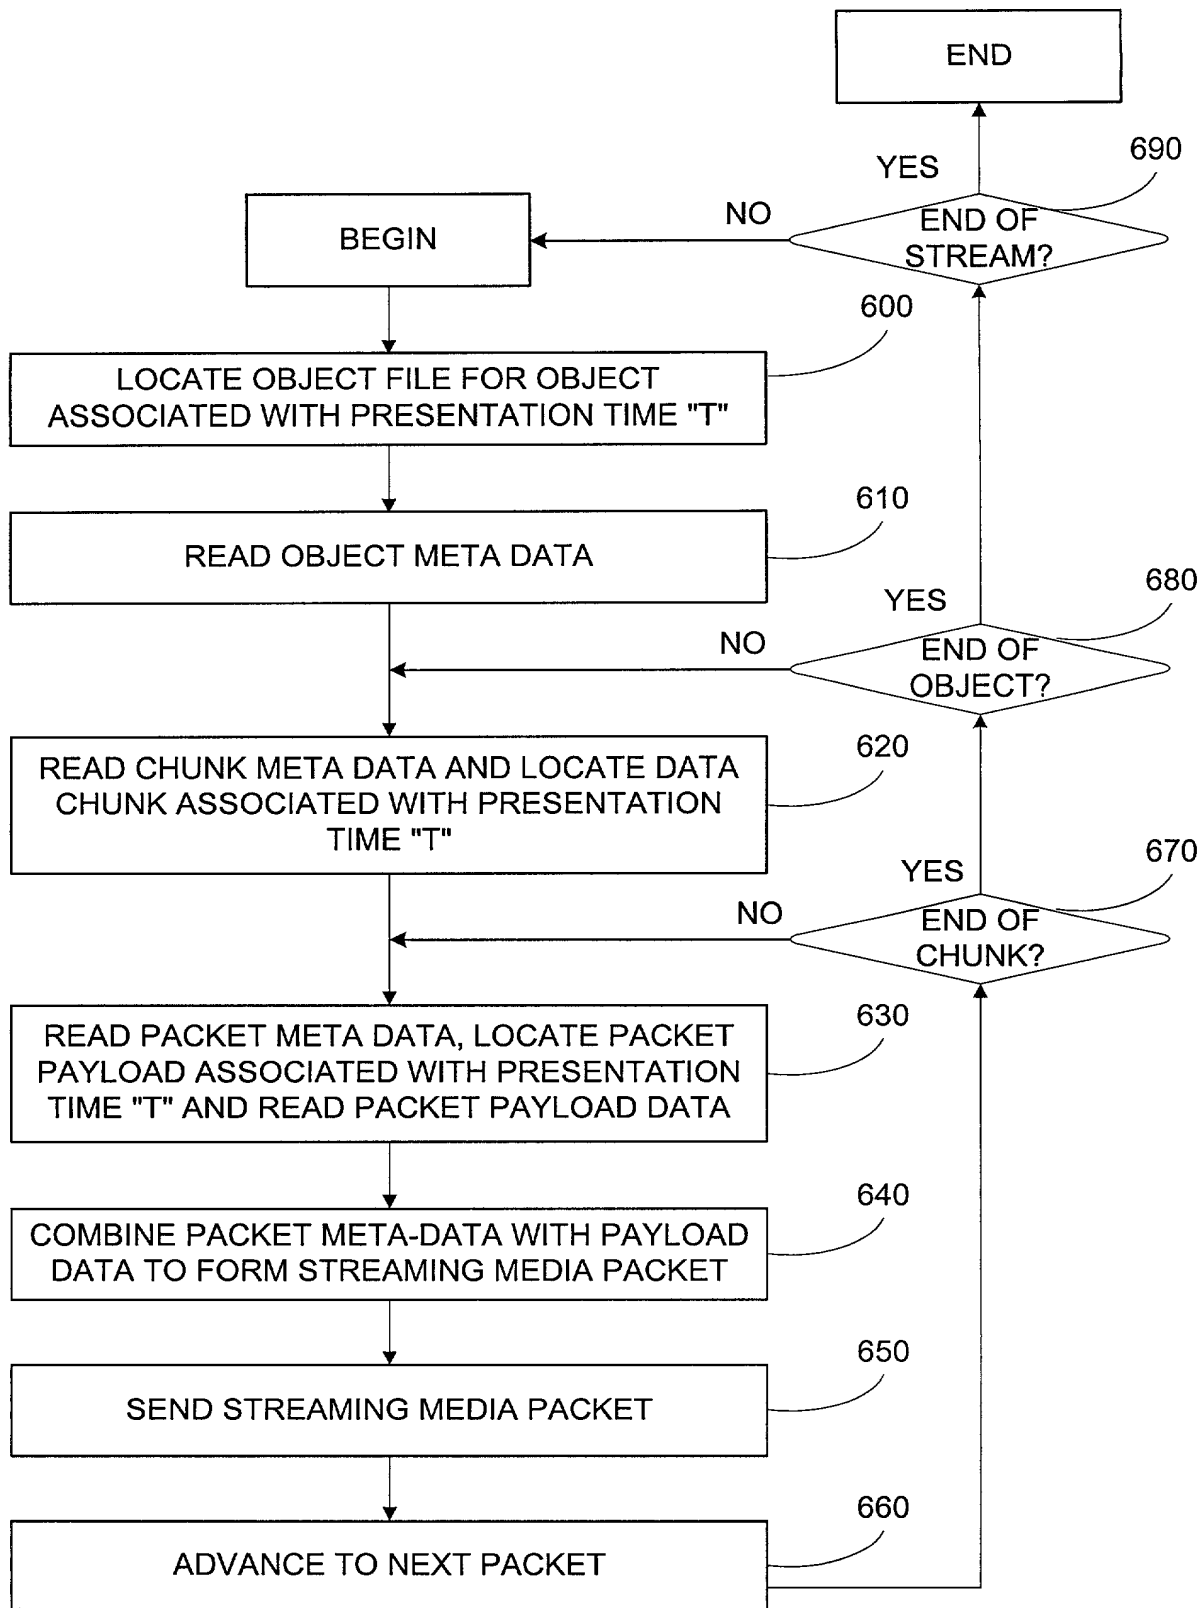 END
YES
690
END OF
STREAM?
NO
BEGIN
600
LOCATE OBJECT FILE FOR OBJECT
ASSOCIATED WITH PRESENTATION TIME "T"
610
READ OBJECT META DATA
680
YES
END OF
OBJECT?
NO
620
READ CHUNK META DATA AND LOCATE DATA
CHUNK ASSOCIATED WITH PRESENTATION
TIME "T"
670
YES
END OF
CHUNK?
NO
630
READ PACKET META DATA, LOCATE PACKET
PAYLOAD ASSOCIATED WITH PRESENTATION
TIME "T" AND READ PACKET PAYLOAD DATA
640
COMBINE PACKET META-DATA WITH PAYLOAD
DATA TO FORM STREAMING MEDIA PACKET
650
SEND STREAMING MEDIA PACKET
660
ADVANCE TO NEXT PACKET